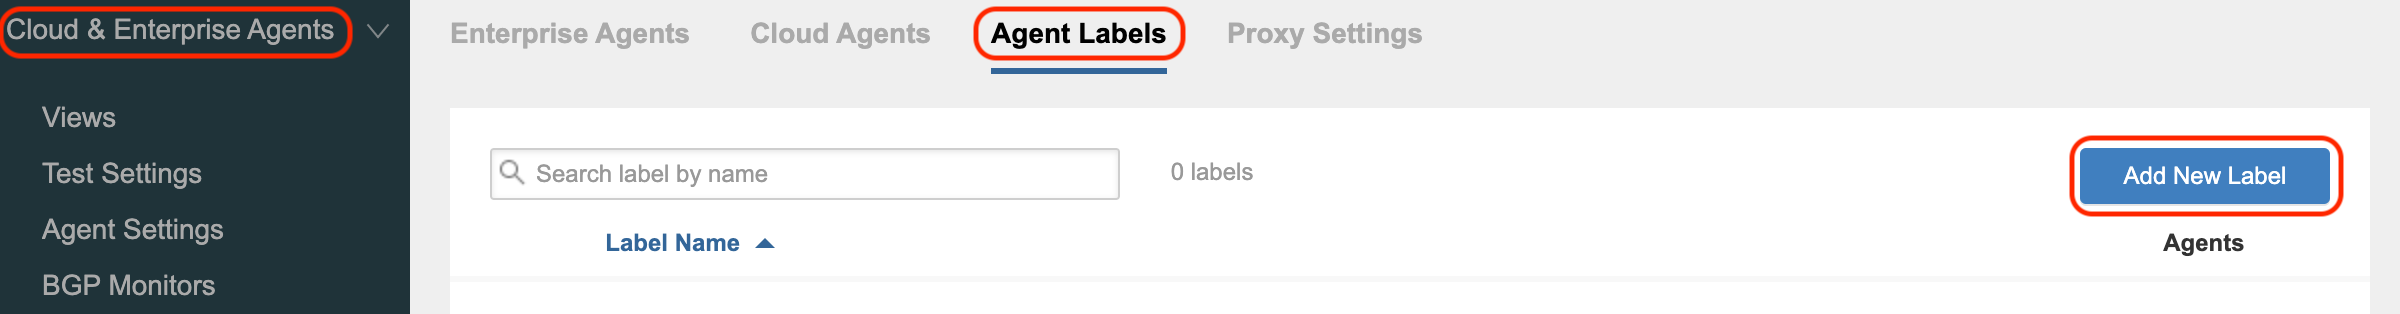 Cloud & Enterprise Agents
Views
Test Settings
Agent Settings
BGP Monitors
Enterprise Agents
Cloud Agents
Agent Labels
Proxy Settings
Search label by name
0 labels
Add New Label
Label Name
Agents